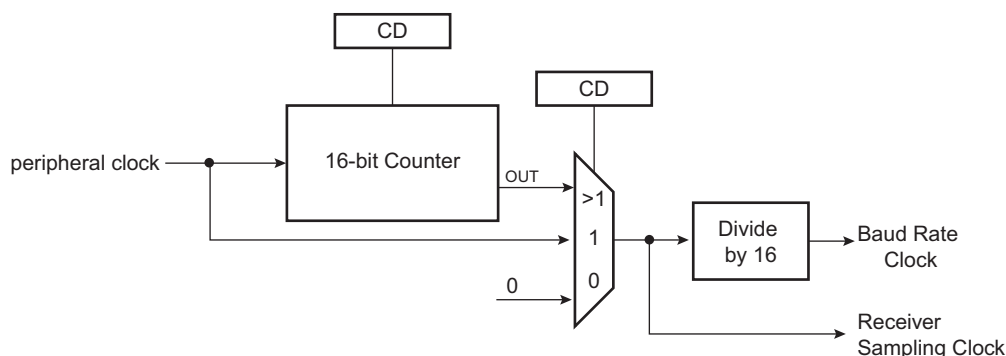 CD
CD
peripheral clock
16-bit Counter
OUT
>1
1
0
0
Divide
by 16
Baud Rate
Clock
Receiver
Sampling Clock